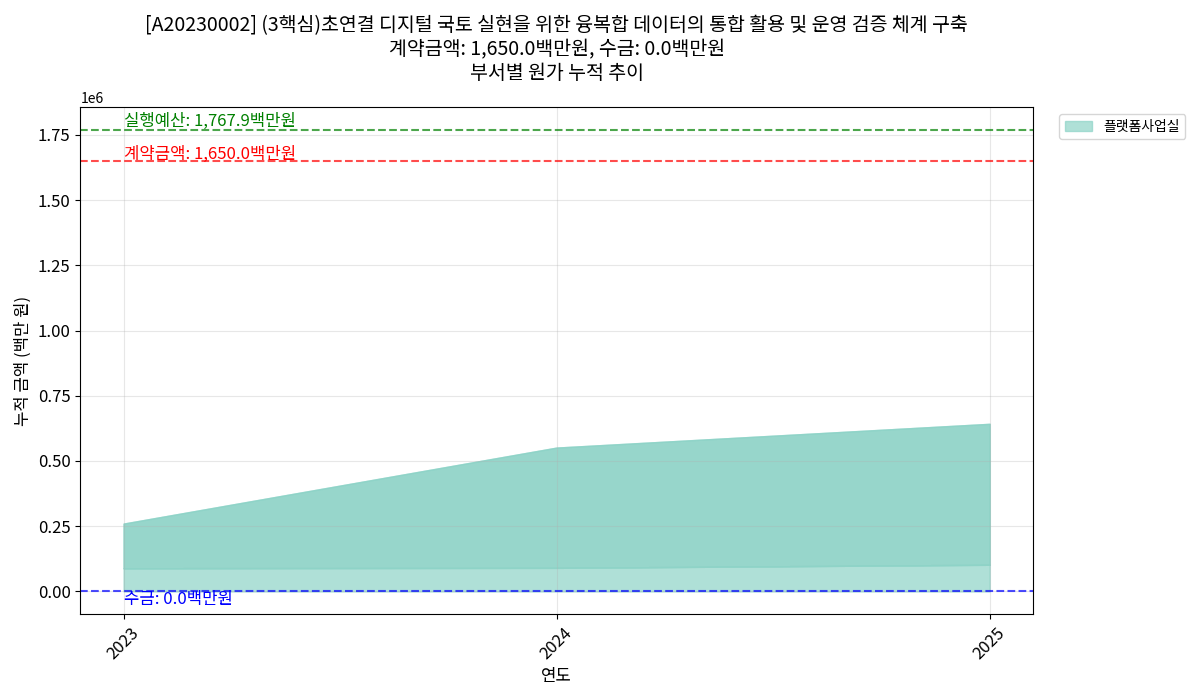 [A20230002] (3핵심)초연결 디지털 국토 실현을 위한 융복합 데이터의 통합 활용 및 운영 검증 체계 구축
계약금액: 1,650.0백만원, 수금: 0.0백만원
부서별 원가 누적 추이
1e6
실행예산: 1,767.9백만원
계약금액: 1,650.0백만원
수금: 0.0백만원
플랫폼사업실
누적 금액 (백만 원)
1.75
1.50
1.25
1.00
0.75
0.50
0.25
0.00
2023
2024
2025
연도